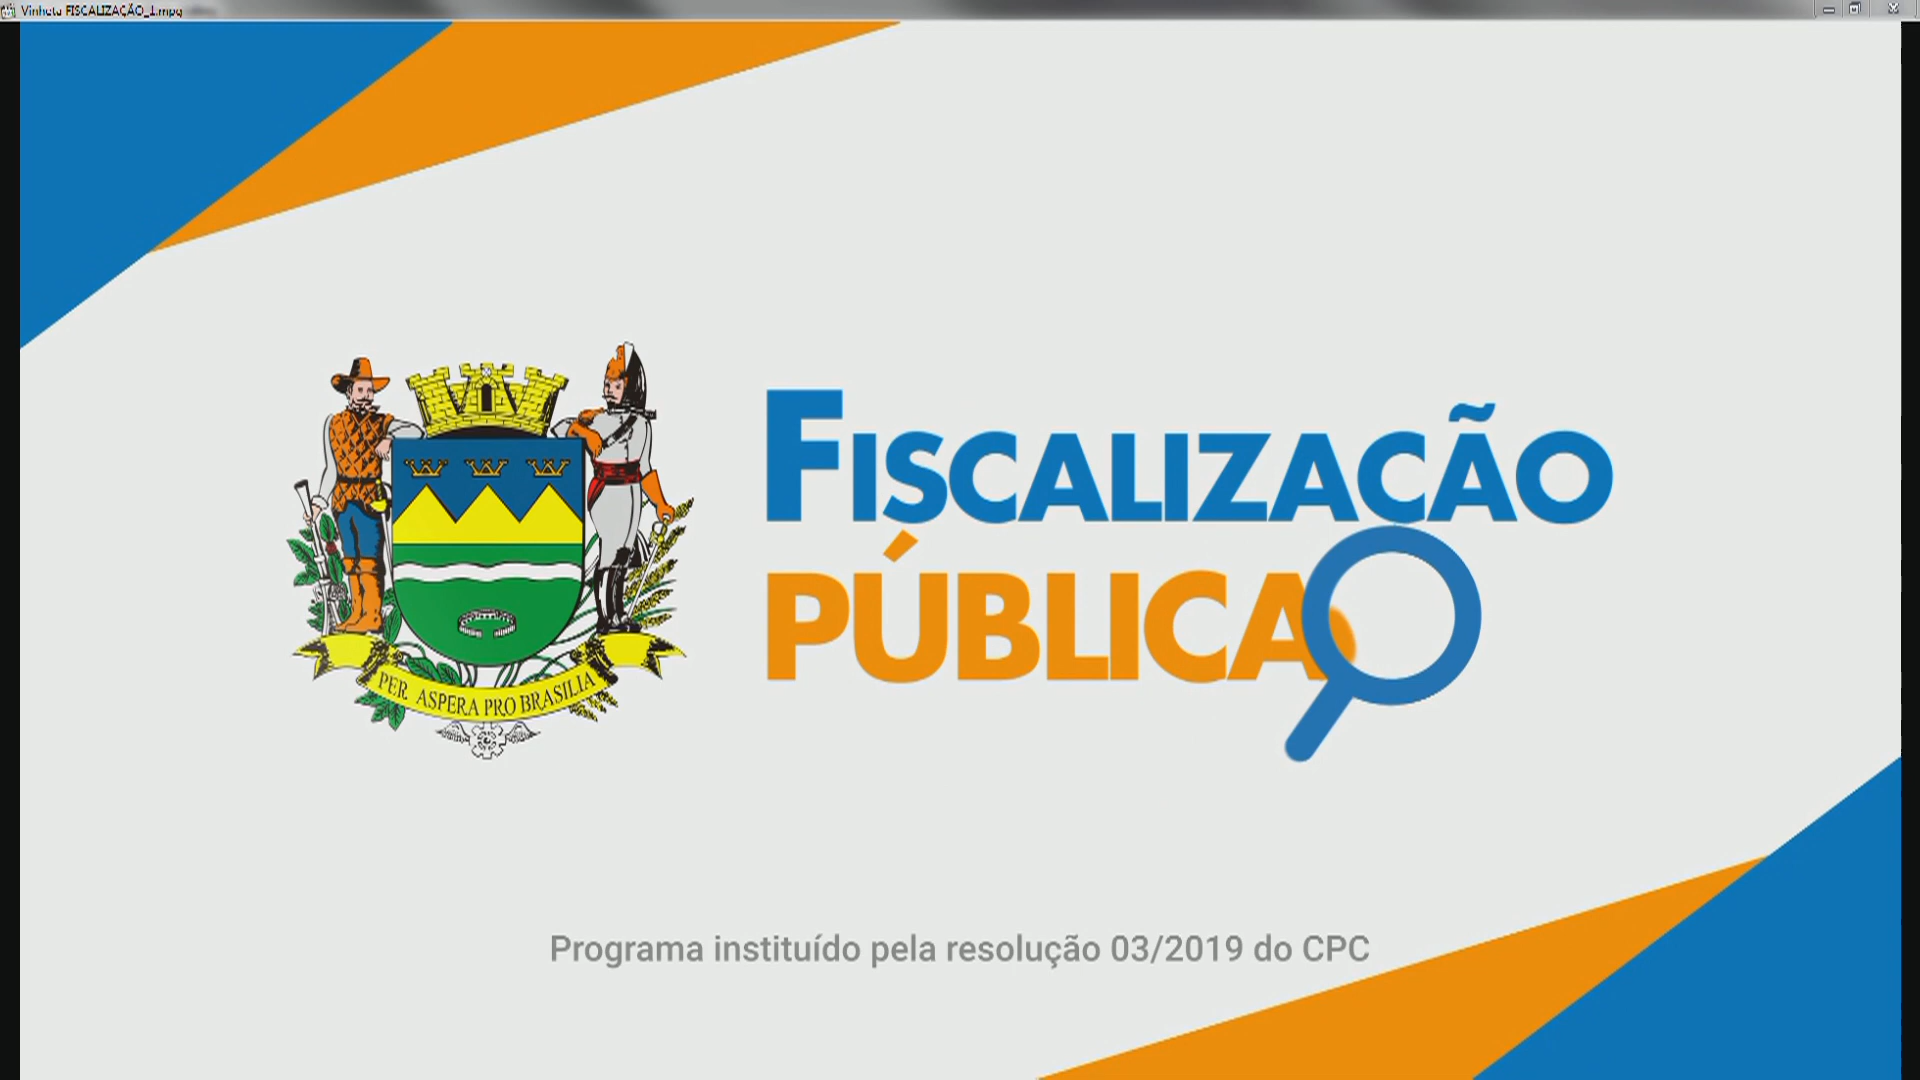 Vinheta FISCALIZAÇÃO_1.mpg
FISCALIZAÇÃO
PÚBLICA
PER ASPERA PRO BRASILIA
Programa instituído pela resolução 03/2019 do CPC